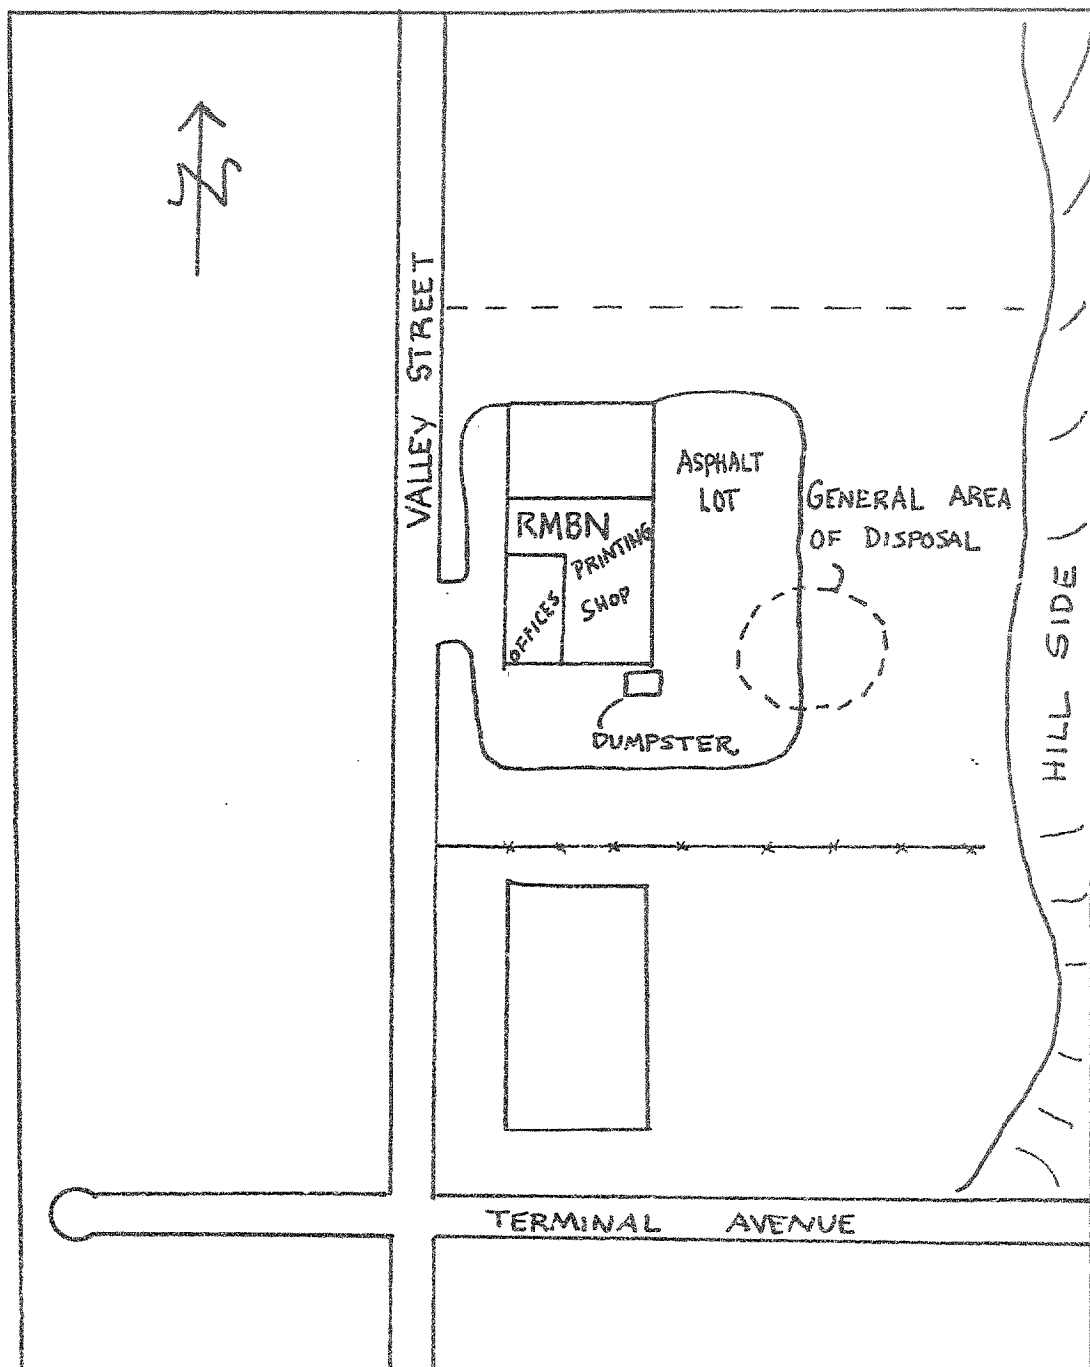 N
VALLEY STREET
ASPHALT
LOT
GENERAL AREA
OF DISPOSAL
RMBN
PRINTING
SHOP
OFFICES
DUMPSTER
HILL SIDE
TERMINAL AVENUE